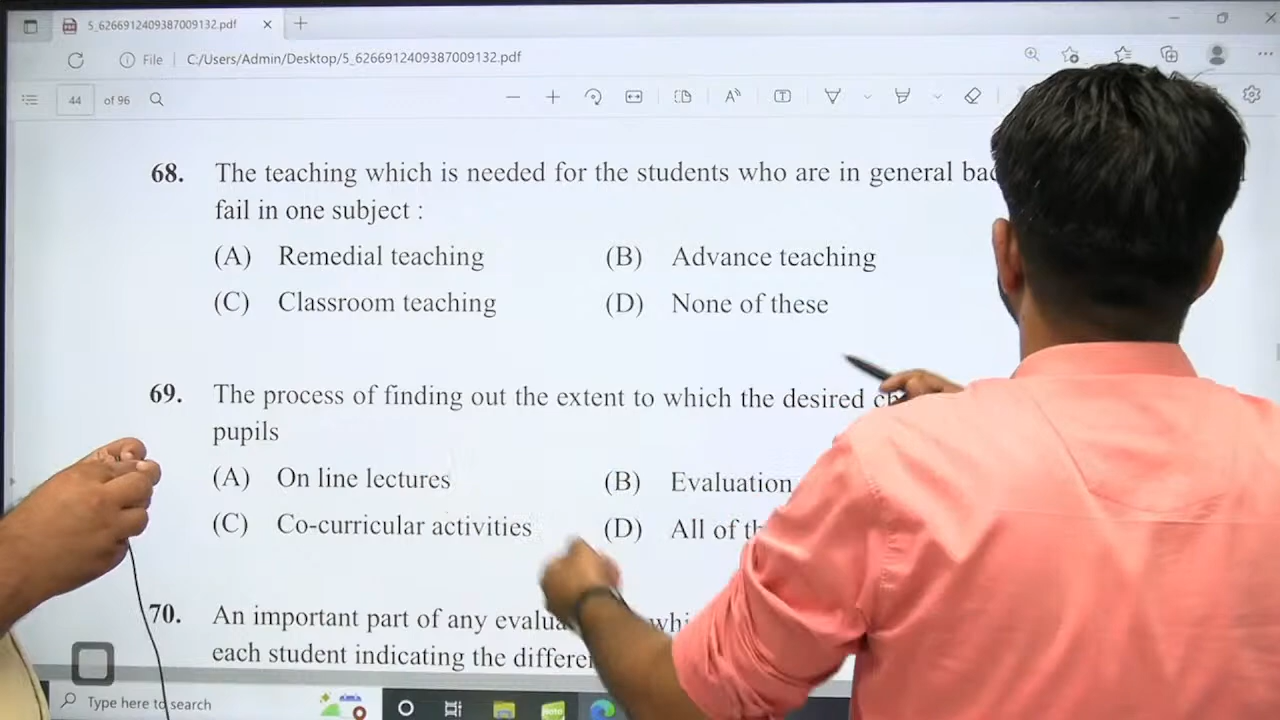 5_6266912409387009132.pdf
File C:/Users/Admin/Desktop/5_6266912409387009132.pdf
44 of 96
68. The teaching which is needed for the students who are in general
fail in one subject :
(A) Remedial teaching (B) Advance teaching
(C) Classroom teaching (D) None of these
69. The process of finding out the extent to which the desired
pupils
(A) On line lectures (B) Evaluation
(C) Co-curricular activities (D) All of
70. An important part of any
each student indicating the
Type here to search